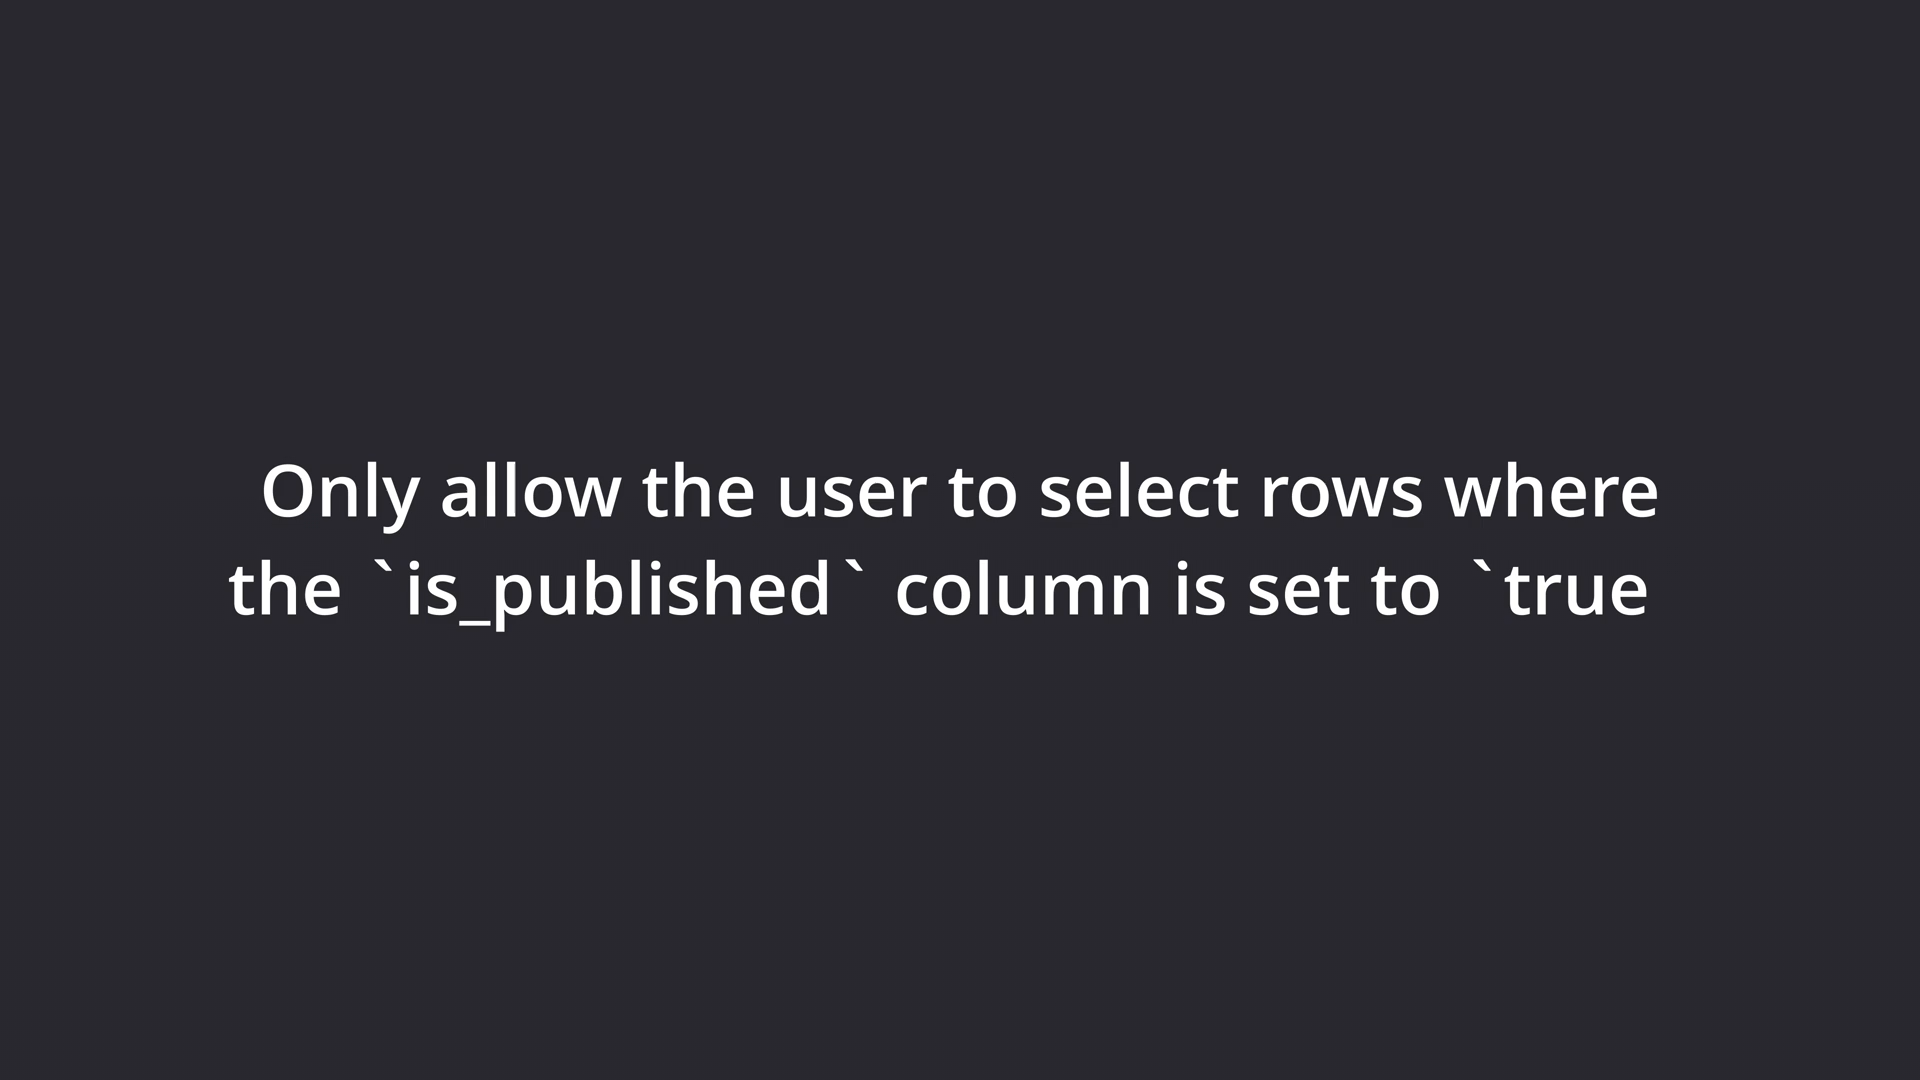 Only allow the user to select rows where
the `is_published` column is set to `true